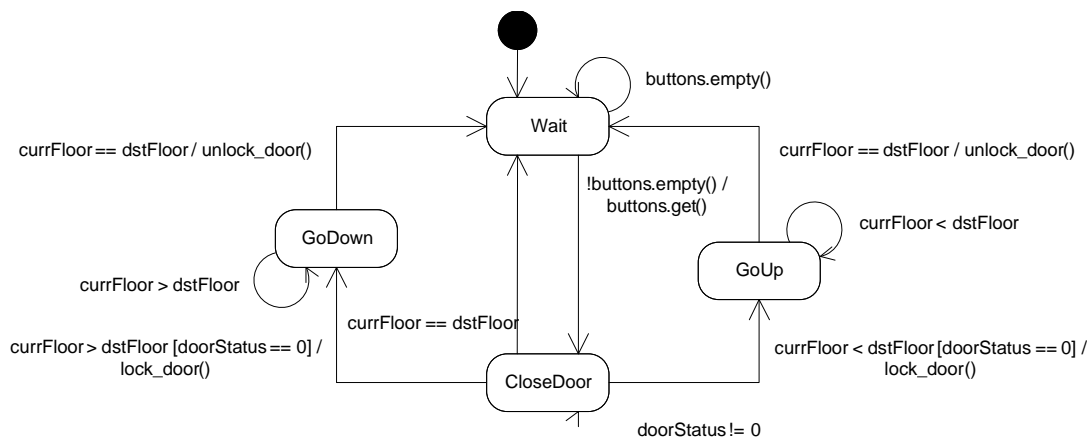 buttons.empty()
Wait
currFloor == dstFloor / unlock_door()
currFloor == dstFloor / unlock_door()
!buttons.empty() /
buttons.get()
GoDown
currFloor < dstFloor
GoUp
currFloor > dstFloor
currFloor == dstFloor
currFloor > dstFloor [doorStatus == 0] /
lock_door()
currFloor < dstFloor [doorStatus == 0] /
lock_door()
CloseDoor
doorStatus != 0